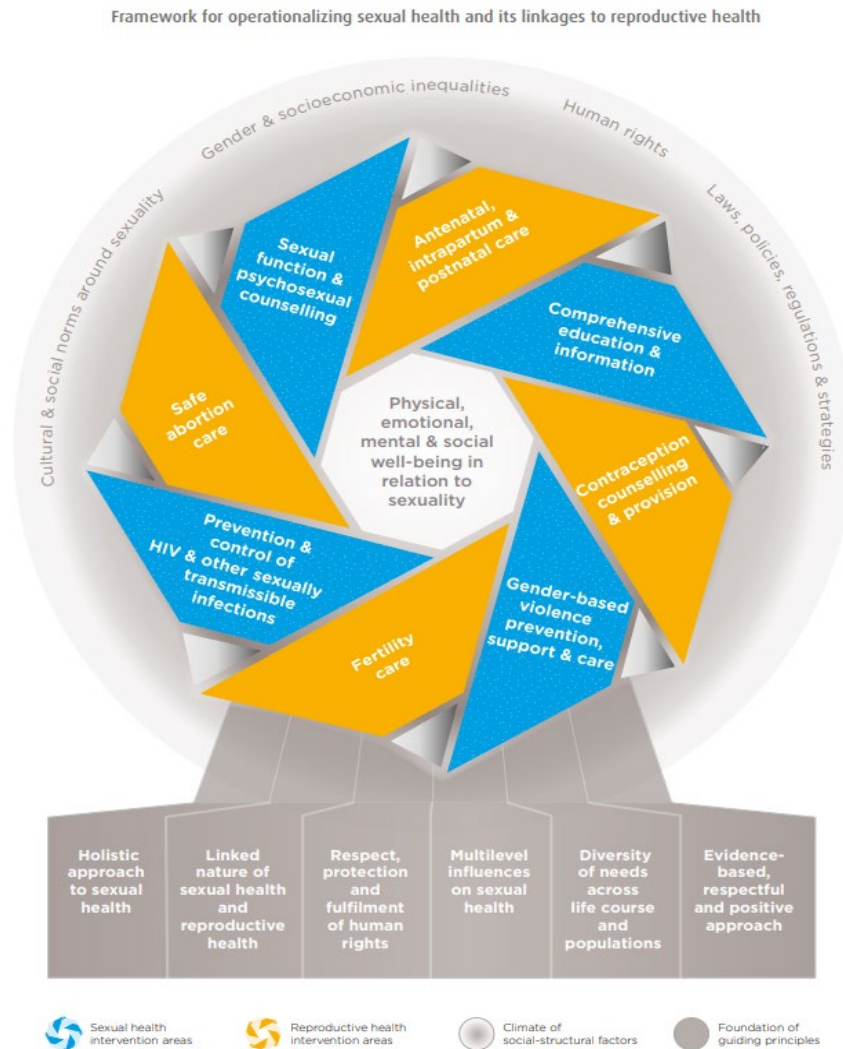 Framework for operationalizing sexual health and its linkages to reproductive health
Cultural & social norms around sexuality
Gender & socioeconomic inequalities
Human rights
Laws, policies, regulations & strategies
Sexual
function &
psychosexual
counselling
Antenatal,
intrapartum &
postnatal care
Comprehensive
education &
information
Safe
abortion
care
Physical,
emotional,
mental & social
well-being in
relation to
sexuality
Contraception
counselling
& provision
Prevention &
control of
HIV & other sexually
transmissible
infections
Fertility
care
Gender-based
violence
prevention,
support & care
Holistic
approach
to sexual
health
Linked
nature of
sexual health
and
reproductive
health
Respect,
protection
and
fulfilment
of human
rights
Multilevel
influences
on sexual
health
Diversity
of needs
across
life course
and
populations
Evidence-
based,
respectful
and positive
approach
Sexual health
intervention areas
Reproductive health
intervention areas
Climate of
social-structural factors
Foundation of
guiding principles